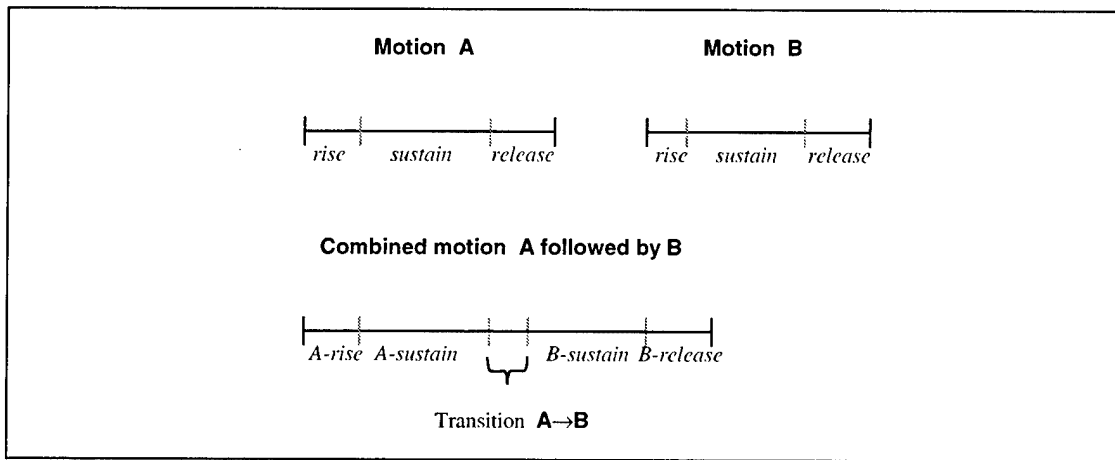 Motion A Motion B
rise sustain release rise sustain release
Combined motion A followed by B
A-rise A-sustain B-sustain B-release
Transition A→B